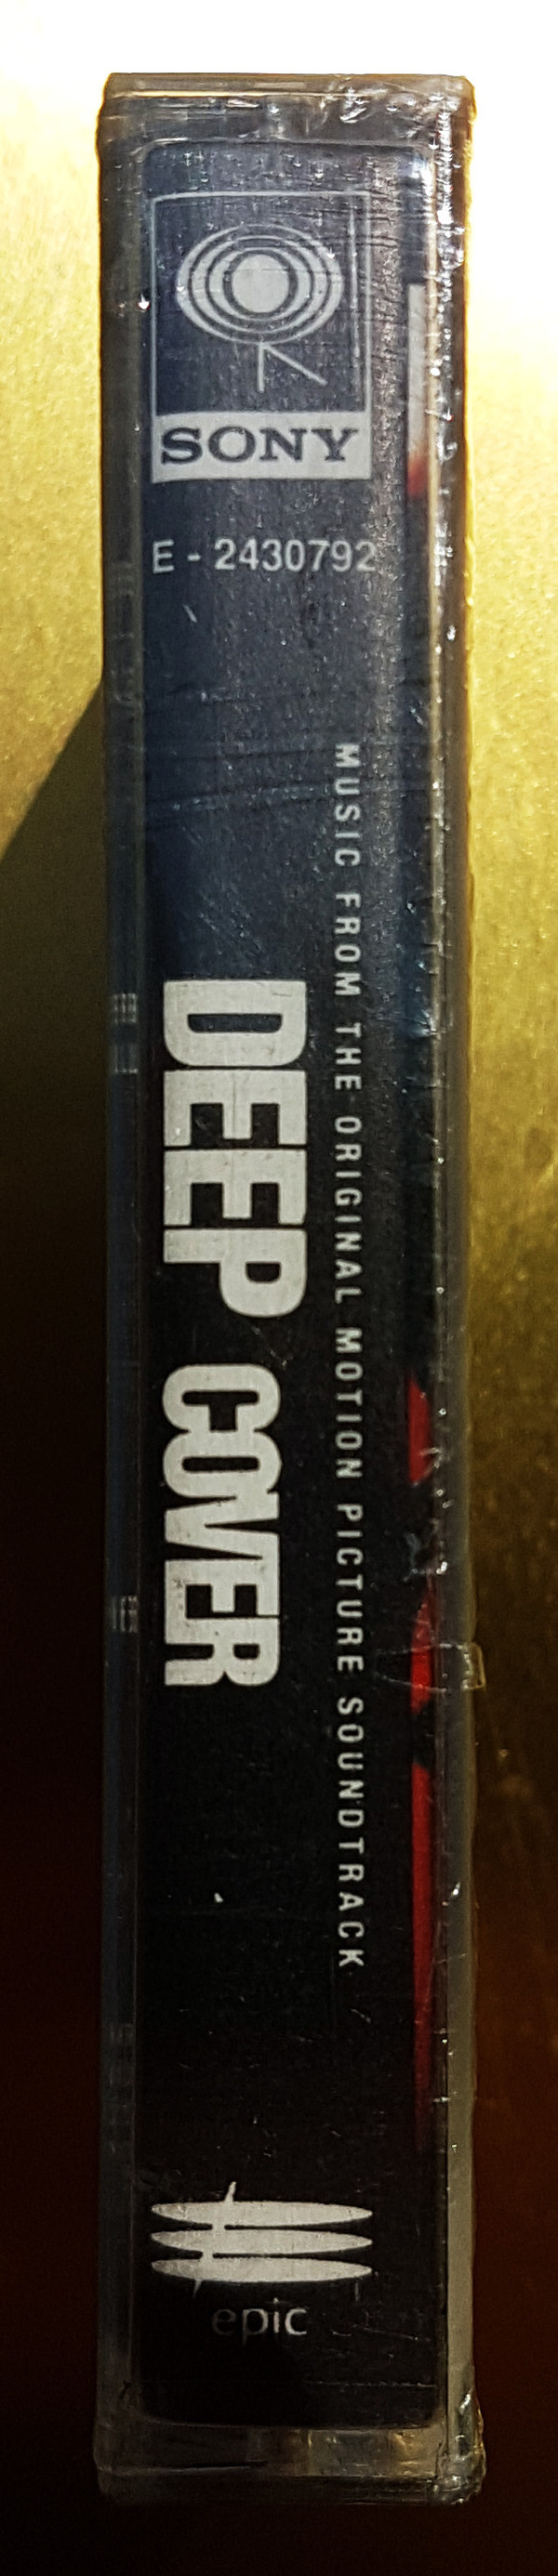 SONY
E - 2430792
MUSIC FROM THE ORIGINAL MOTION PICTURE SOUNDTRACK
DEEP COVER
epic